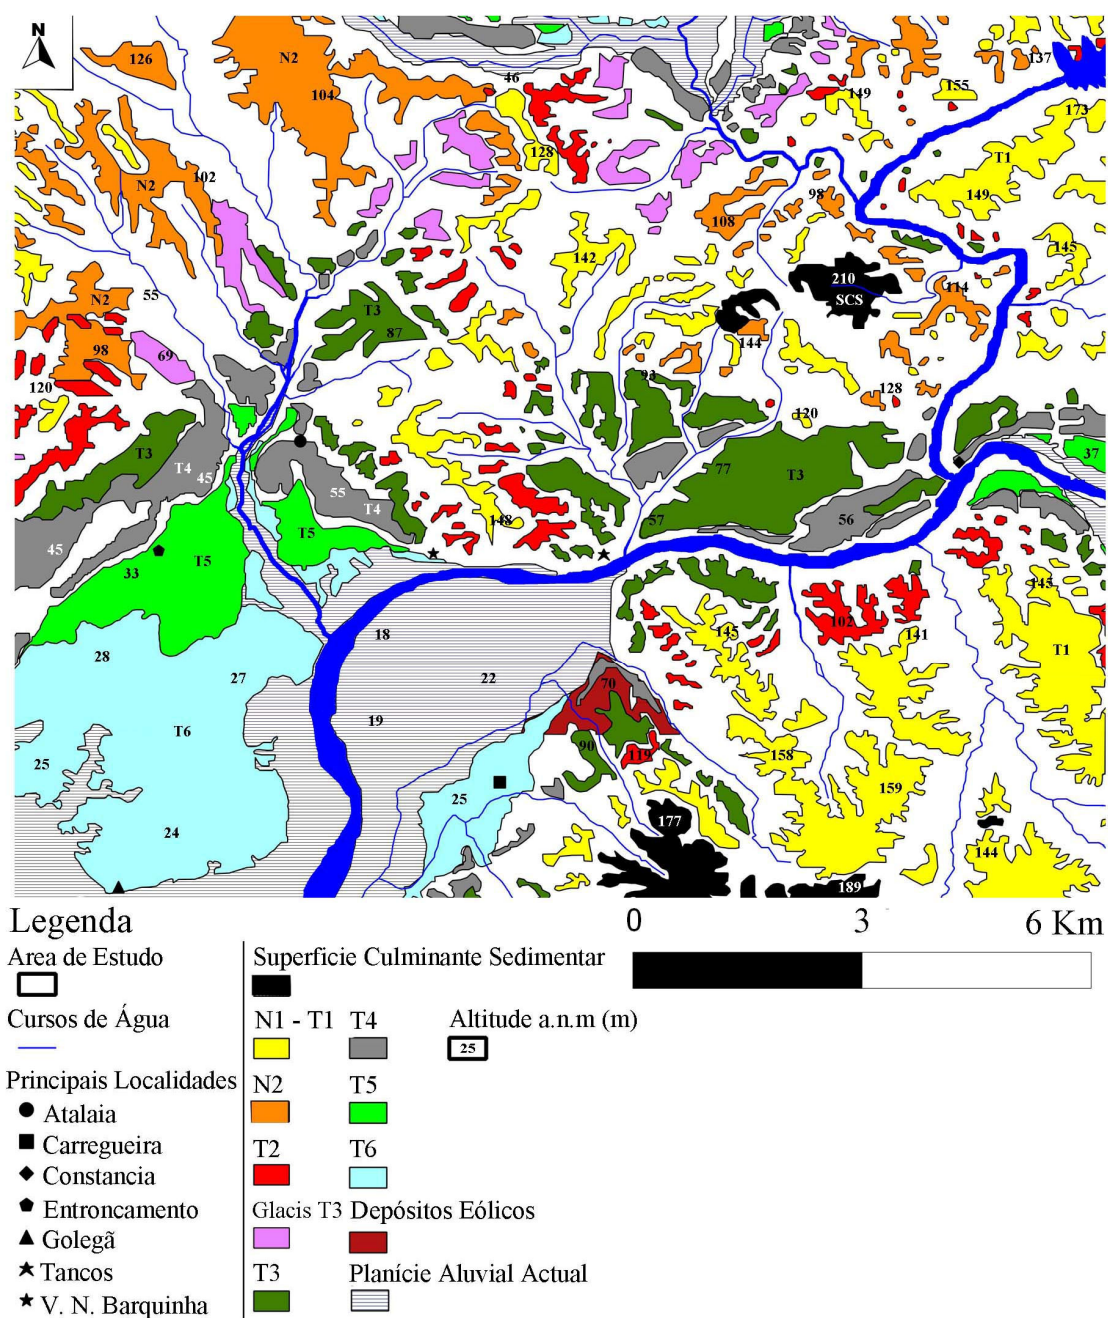 N
126
N2
104
46
137
155
149
173
128
T1
149
N2
102
98
108
142
145
210
SCS
114
55
N2
T3
87
98
69
144
120
93
128
120
T3
T4
45
77
T3
37
55
T4
148
57
56
45
T5
T5
33
145
18
145
102
141
T1
28
27
22
70
19
T6
90
119
158
25
25
159
177
24
144
189
Legenda
0 3 6 Km
Area de Estudo
Superficie Culminante Sedimentar
Cursos de Água
N1 - T1 T4 Altitude a.n.m (m)
25
Principais Localidades
N2 T5
Atalaia
Carregueira
T2 T6
Constancia
Entroncamento
Glacis T3 Depósitos Eólicos
Golegã
Tancos
T3 Planície Aluvial Actual
V. N. Barquinha